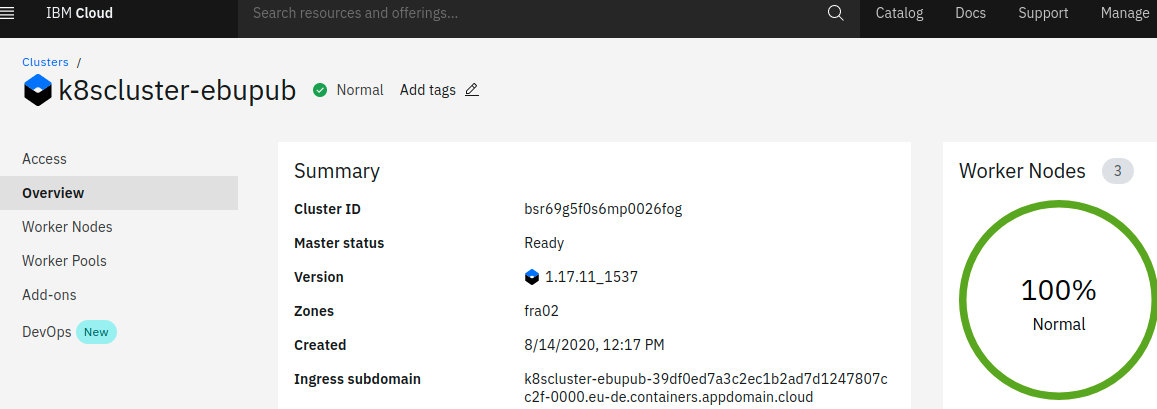 IBM Cloud
Search resources and offerings...
Catalog
Docs
Support
Manage
Clusters /
k8scluster-ebupub
Normal
Add tags
Access
Overview
Worker Nodes
Worker Pools
Add-ons
DevOps New
Summary
Cluster ID bsr69g5f0s6mp0026fog
Master status Ready
Version 1.17.11_1537
Zones fra02
Created 8/14/2020, 12:17 PM
Ingress subdomain k8scluster-ebupub-39df0ed7a3c2ec1b2ad7d1247807c
c2f-0000.eu-de.containers.appdomain.cloud
Worker Nodes 3
100%
Normal